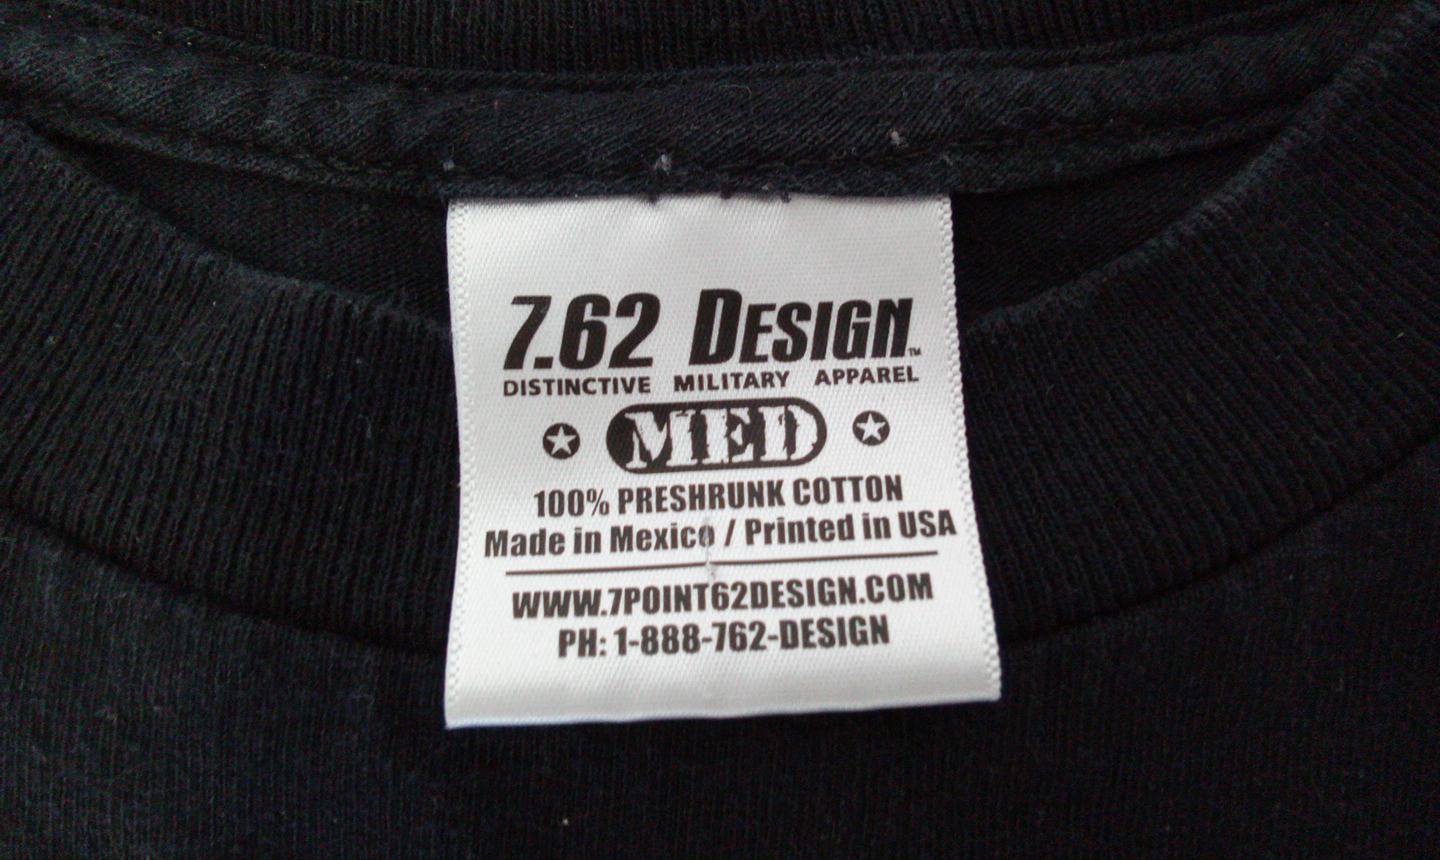 7.62 DESIGN™
DISTINCTIVE MILITARY APPAREL
MED
100% PRESHRUNK COTTON
Made in Mexico / Printed in USA
WWW.7POINT62DESIGN.COM
PH: 1-888-762-DESIGN